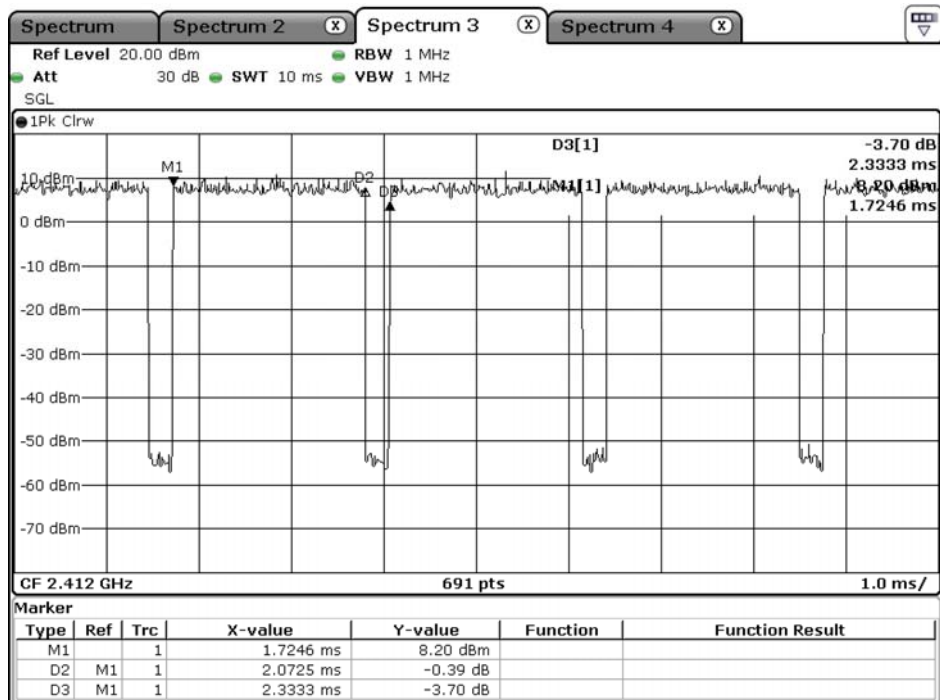 Spectrum Spectrum 2 X Spectrum 3 X Spectrum 4 X
Ref Level 20.00 dBm RBW 1 MHz
Att 30 dB SWT 10 ms VBW 1 MHz
SGL
1Pk Clrw
D3[1] -3.70 dB
2.3333 ms
M1[1] 8.20 dBm
1.7246 ms
M1
D2
D3
10 dBm
0 dBm
-10 dBm
-20 dBm
-30 dBm
-40 dBm
-50 dBm
-60 dBm
-70 dBm
CF 2.412 GHz 691 pts 1.0 ms/
Marker
Type Ref Trc X-value Y-value Function Function Result
M1 1 1.7246 ms 8.20 dBm
D2 M1 1 2.0725 ms -0.39 dB
D3 M1 1 2.3333 ms -3.70 dB